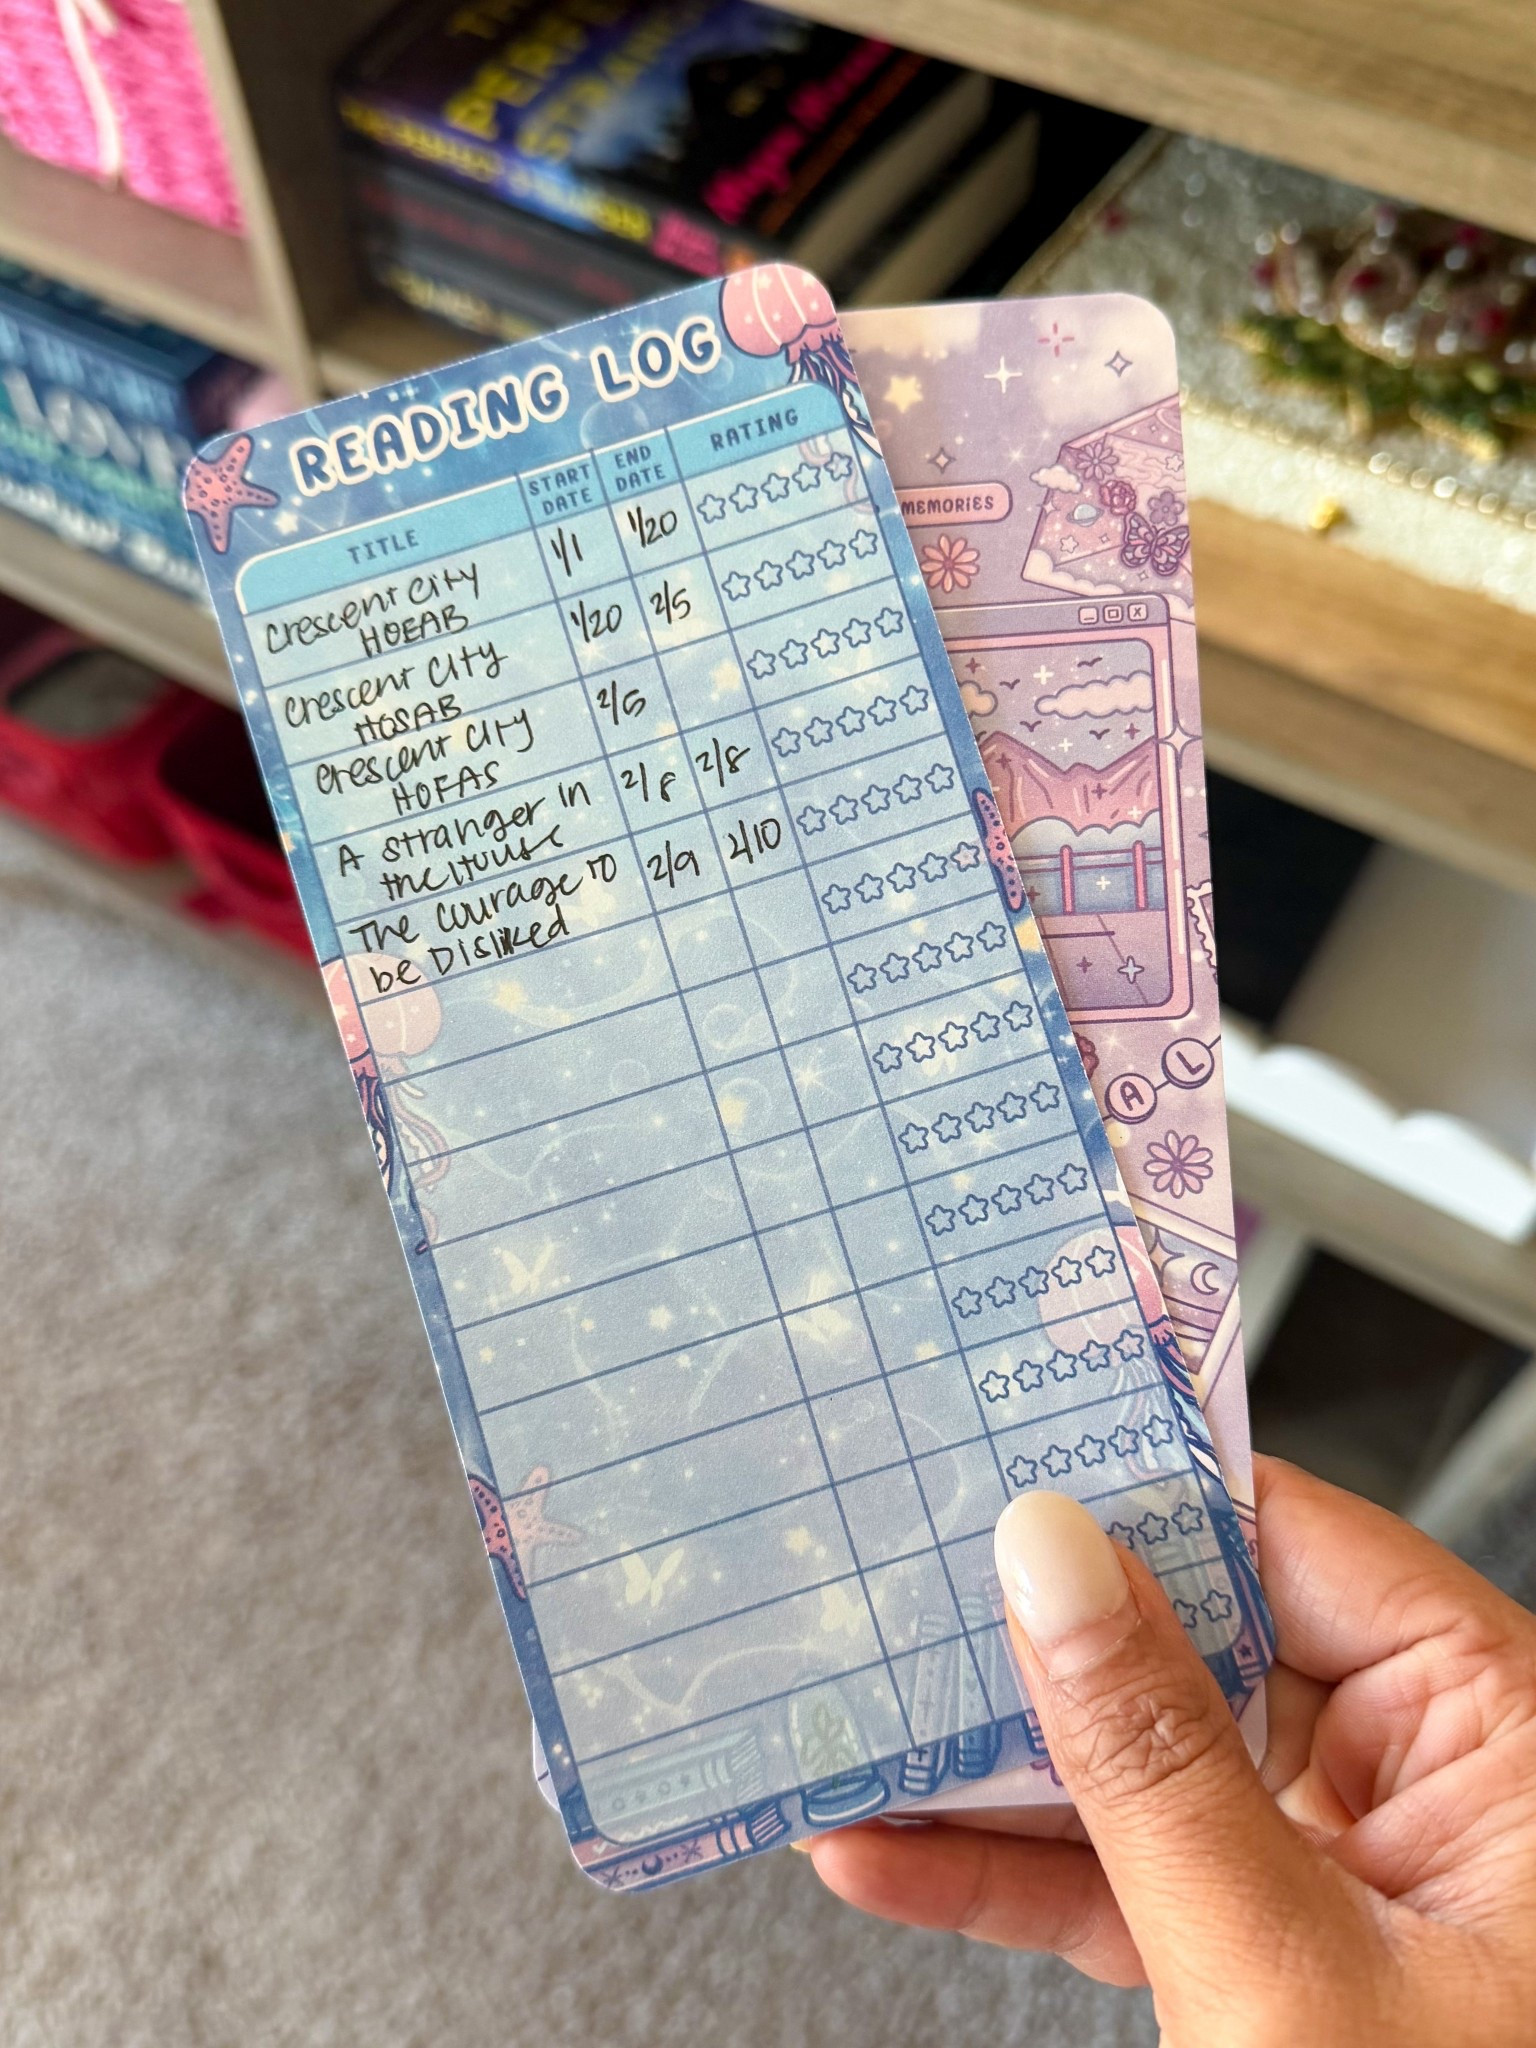 READING LOG
TITLE START DATE END DATE RATING
Crescent City 1/1 1/20
HOEAB
Crescent City 1/20 2/5
HOSAB
Crescent City 2/5
HOFAS
A stranger in 2/8 2/8
the House
The courage to 2/9 2/10
be Disliked
MEMORIES
A L